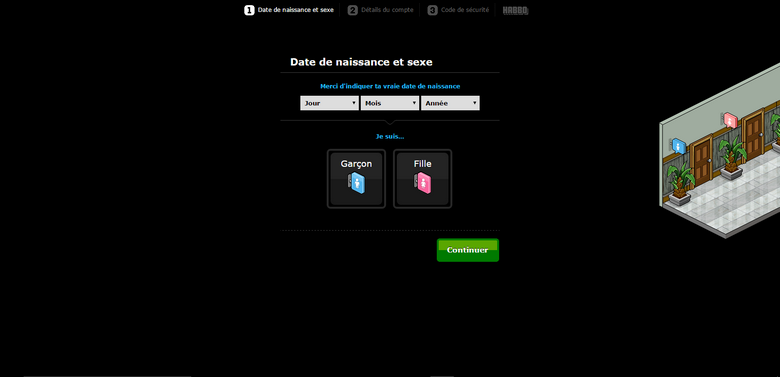 1 Date de naissance et sexe 2 Détails du compte 3 Code de sécurité HABBO
Date de naissance et sexe
Merci d'indiquer ta vraie date de naissance
Jour Mois Année
Je suis...
Garçon Fille
Continuer